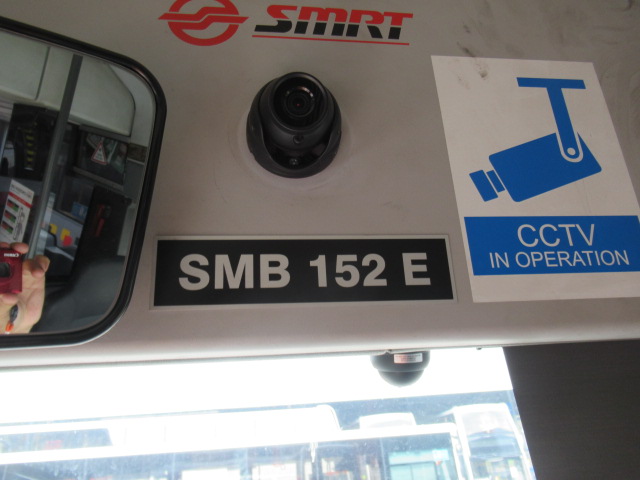 SMRT
SMB 152 E
CCTV
IN OPERATION